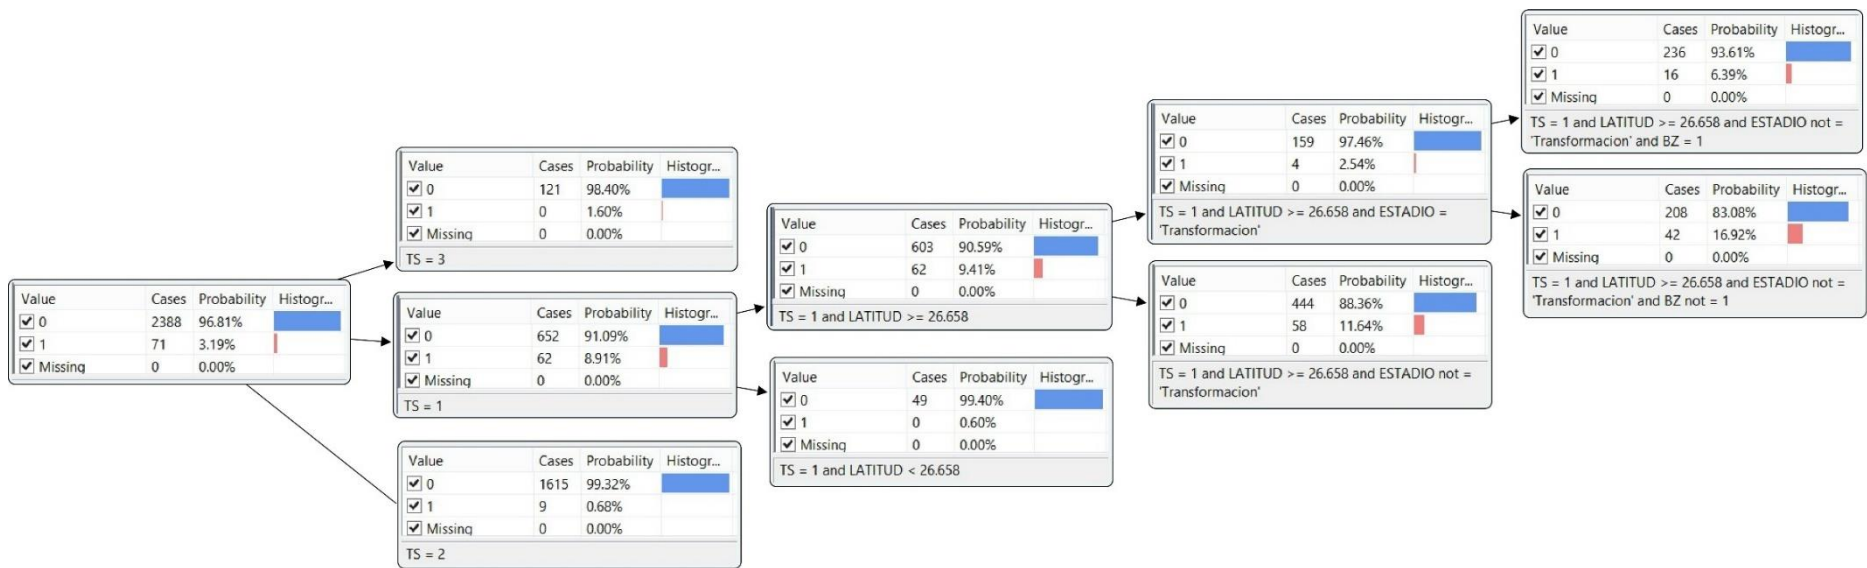 Value Cases Probability Histogr...
0 2388 96.81%
1 71 3.19%
Missing 0 0.00%
Value Cases Probability Histogr...
0 121 98.40%
1 0 1.60%
Missing 0 0.00%
TS = 3
Value Cases Probability Histogr...
0 652 91.09%
1 62 8.91%
Missing 0 0.00%
TS = 1
Value Cases Probability Histogr...
0 1615 99.32%
1 9 0.68%
Missing 0 0.00%
TS = 2
Value Cases Probability Histogr...
0 603 90.59%
1 62 9.41%
Missing 0 0.00%
TS = 1 and LATITUD >= 26.658
Value Cases Probability Histogr...
0 49 99.40%
1 0 0.60%
Missing 0 0.00%
TS = 1 and LATITUD < 26.658
Value Cases Probability Histogr...
0 159 97.46%
1 4 2.54%
Missing 0 0.00%
TS = 1 and LATITUD >= 26.658 and ESTADIO =
'Transformacion'
Value Cases Probability Histogr...
0 444 88.36%
1 58 11.64%
Missing 0 0.00%
TS = 1 and LATITUD >= 26.658 and ESTADIO not =
'Transformacion'
Value Cases Probability Histogr...
0 236 93.61%
1 16 6.39%
Missing 0 0.00%
TS = 1 and LATITUD >= 26.658 and ESTADIO not =
'Transformacion' and BZ = 1
Value Cases Probability Histogr...
0 208 83.08%
1 42 16.92%
Missing 0 0.00%
TS = 1 and LATITUD >= 26.658 and ESTADIO not =
'Transformacion' and BZ not = 1